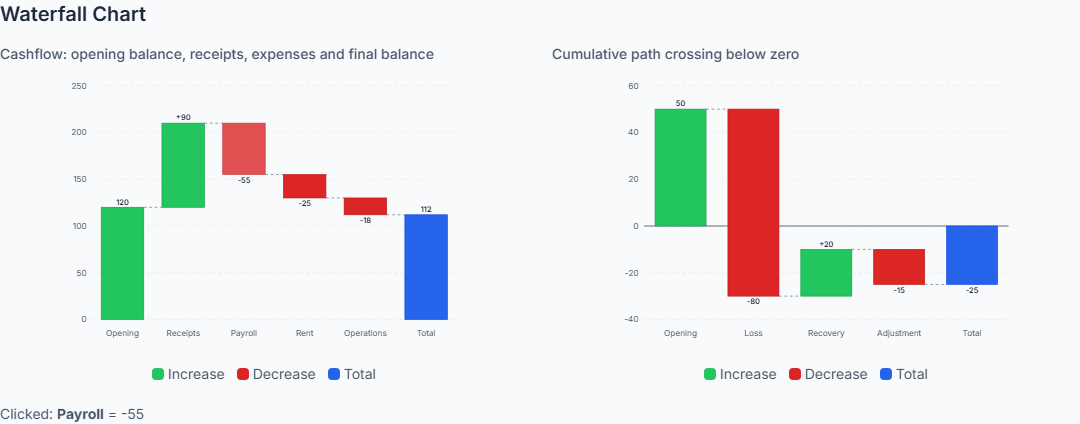 Waterfall Chart
Cashflow: opening balance, receipts, expenses and final balance
250
200
150
100
50
0
120
+90
-55
-25
-18
112
Opening Receipts Payroll Rent Operations Total
Increase Decrease Total
Cumulative path crossing below zero
60
40
20
0
-20
-40
50
-80
+20
-15
-25
Opening Loss Recovery Adjustment Total
Increase Decrease Total
Clicked: Payroll = -55